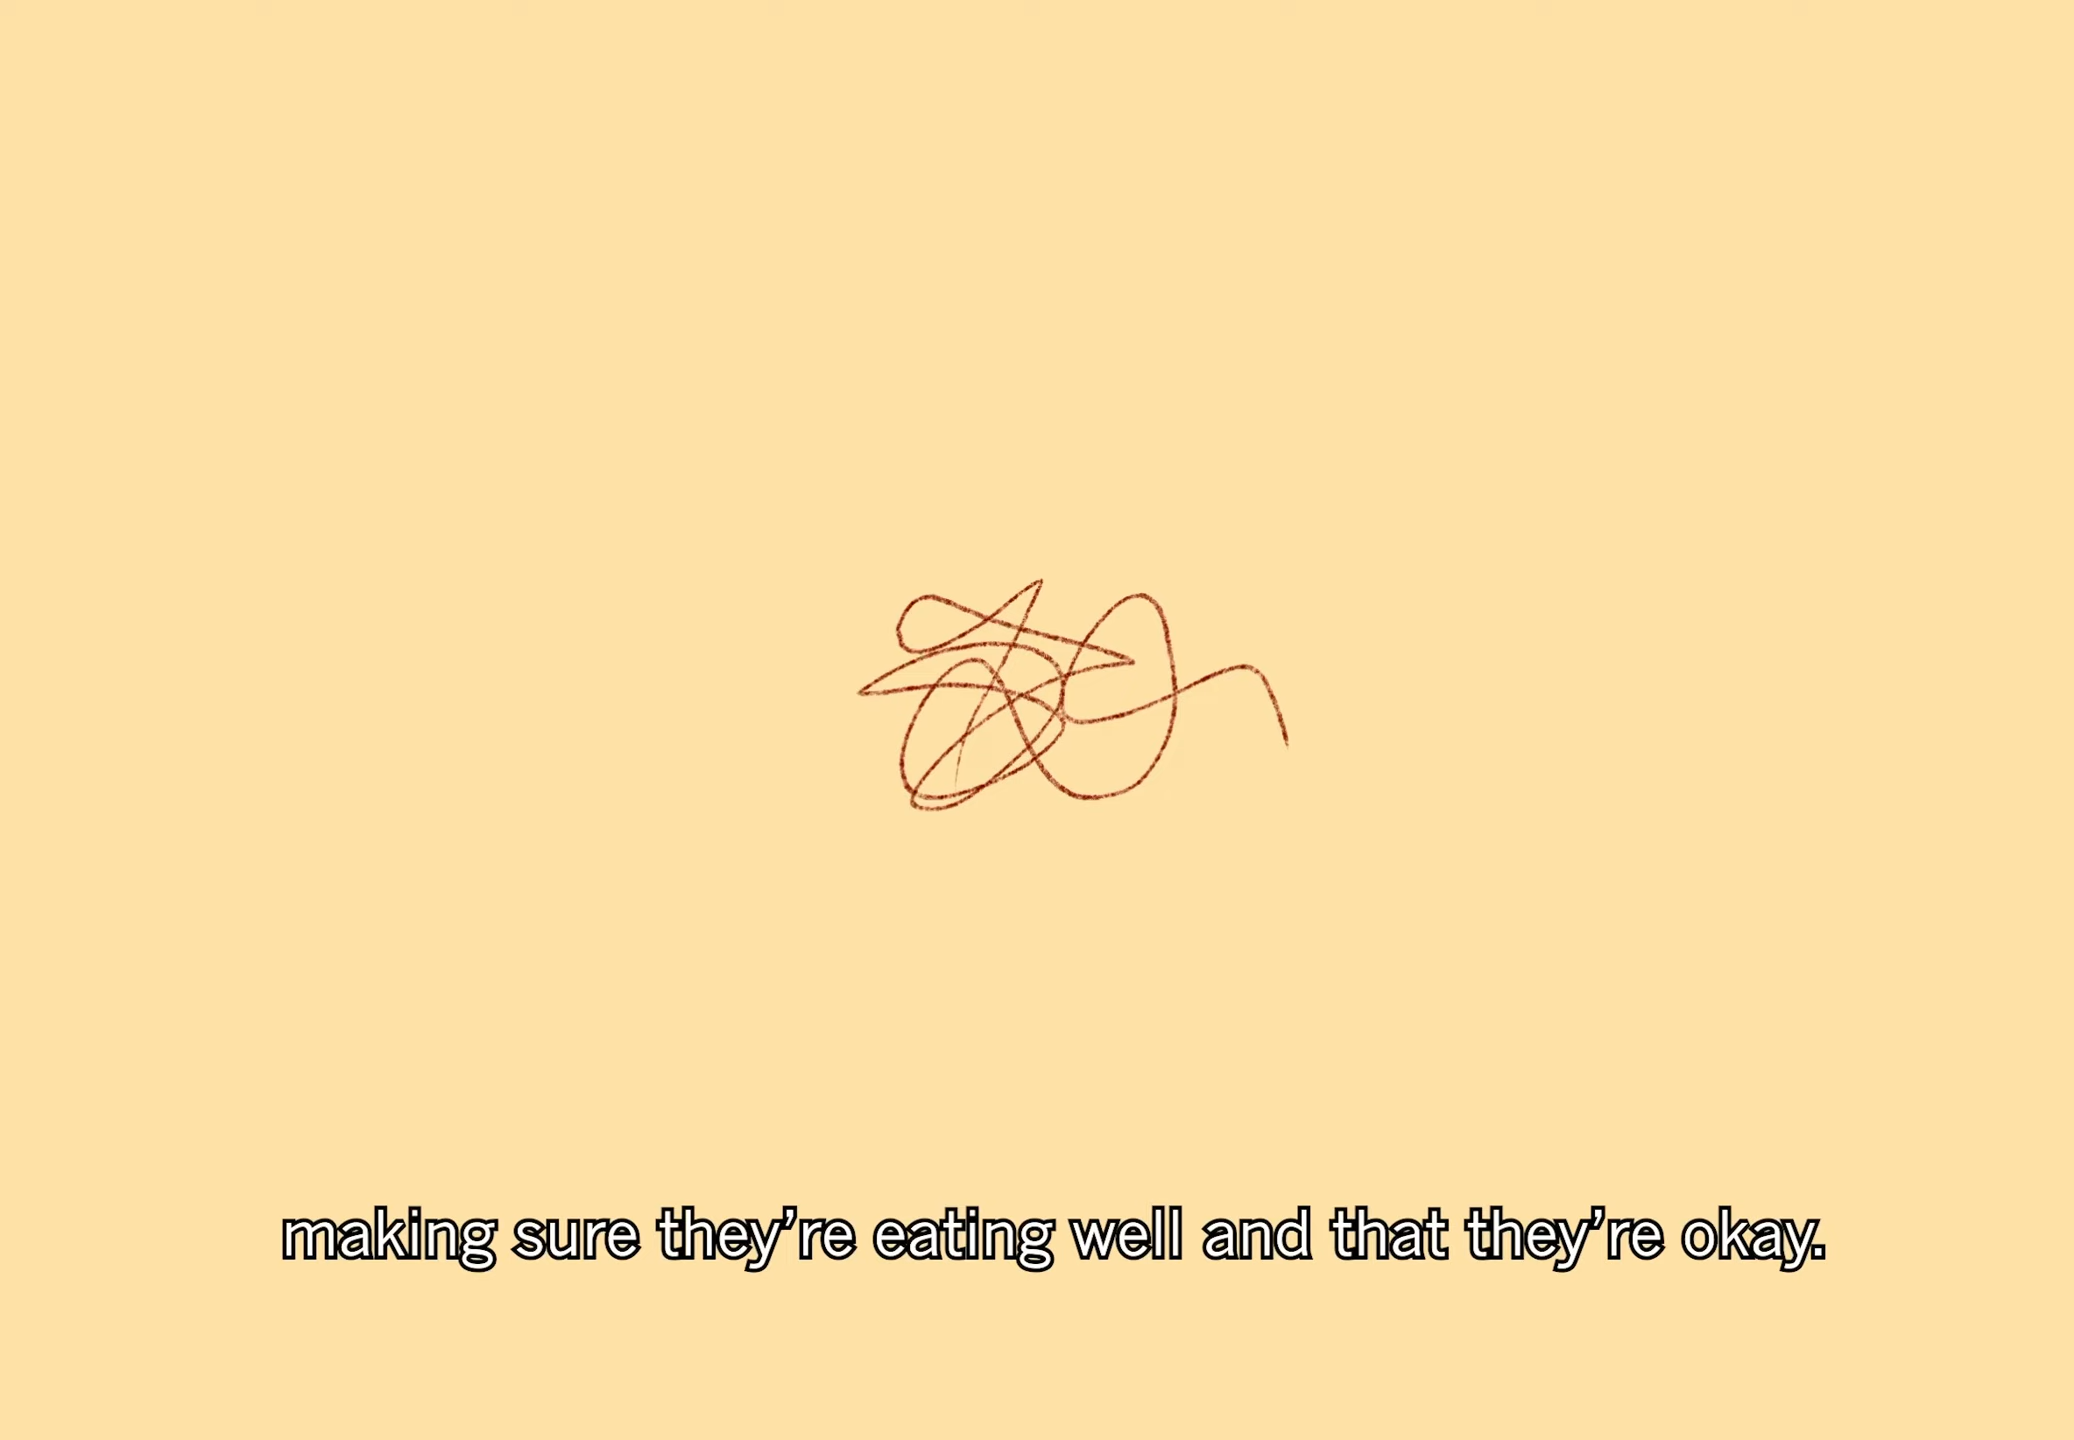 making sure they’re eating well and that they’re okay.